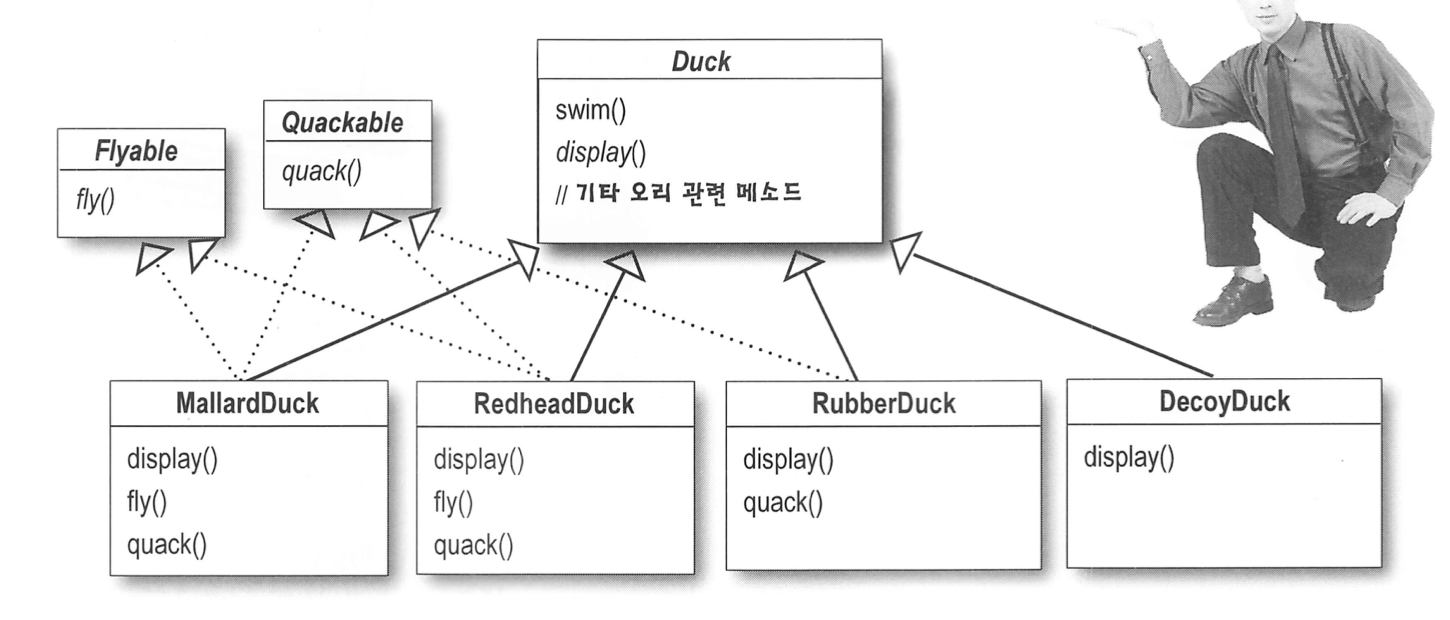 Duck
swim()
display()
// 기타 오리 관련 메소드
Quackable
quack()
Flyable
fly()
MallardDuck
display()
fly()
quack()
RedheadDuck
display()
fly()
quack()
RubberDuck
display()
quack()
DecoyDuck
display()